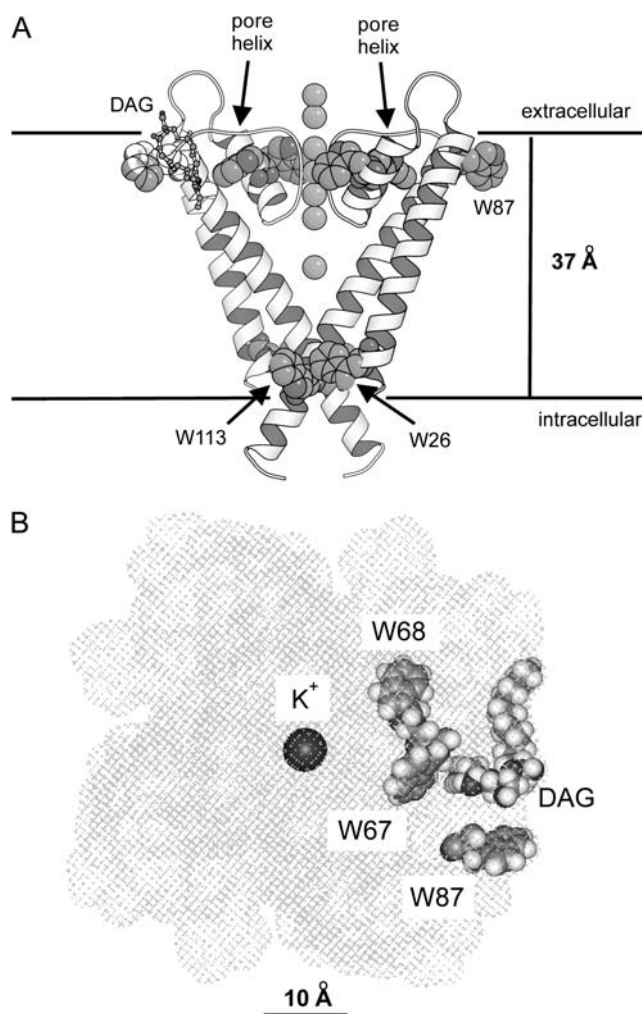 A
pore
helix
pore
helix
DAG
extracellular
W87
37 Å
W113
W26
intracellular
B
W68
K+
DAG
W67
W87
10 Å